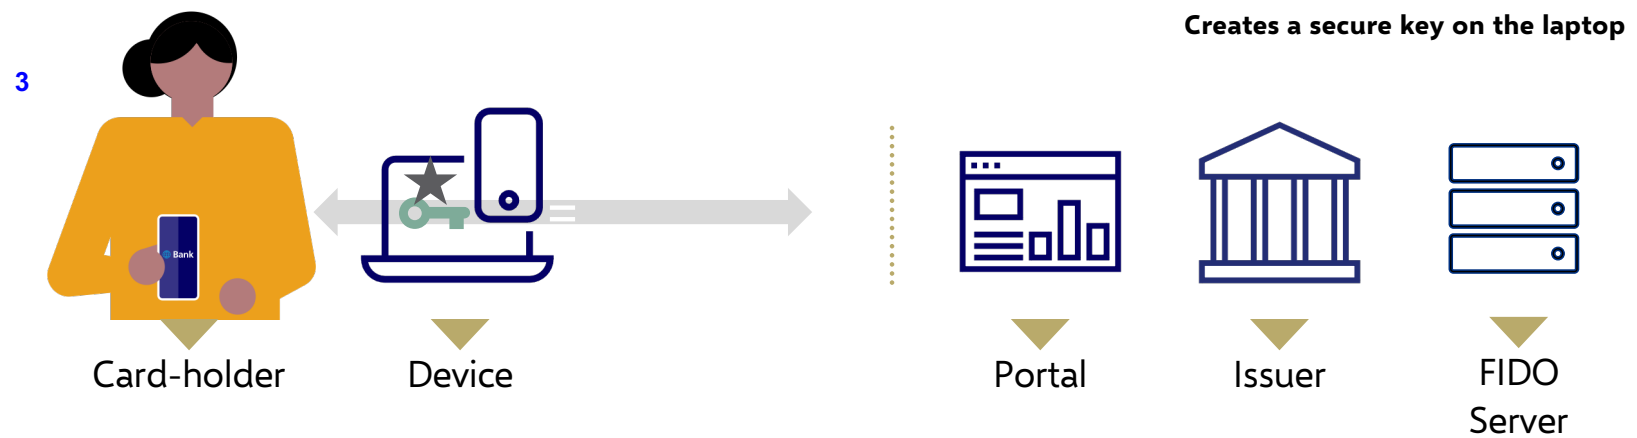 Creates a secure key on the laptop
3
Bank
Card-holder
Device
Portal
Issuer
FIDO
Server